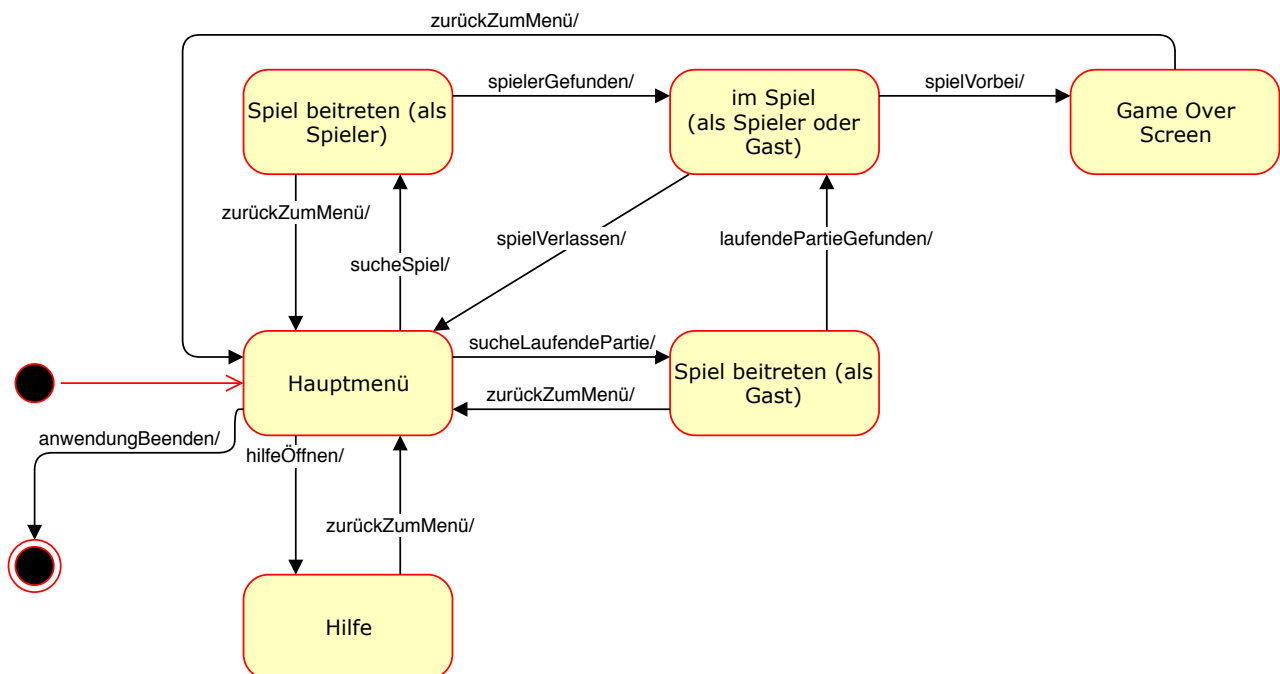 zurückZumMenü/
Spiel beitreten (als
Spieler)
spielerGefunden/
im Spiel
(als Spieler oder
Gast)
spielVorbei/
Game Over
Screen
zurückZumMenü/
sucheSpiel/
spielVerlassen/
laufendePartieGefunden/
Hauptmenü
sucheLaufendePartie/
zurückZumMenü/
Spiel beitreten (als
Gast)
anwendungBeenden/
hilfeÖffnen/
zurückZumMenü/
Hilfe